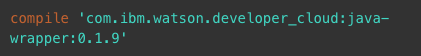 compile 'com.ibm.watson.developer_cloud:java-
wrapper:0.1.9'